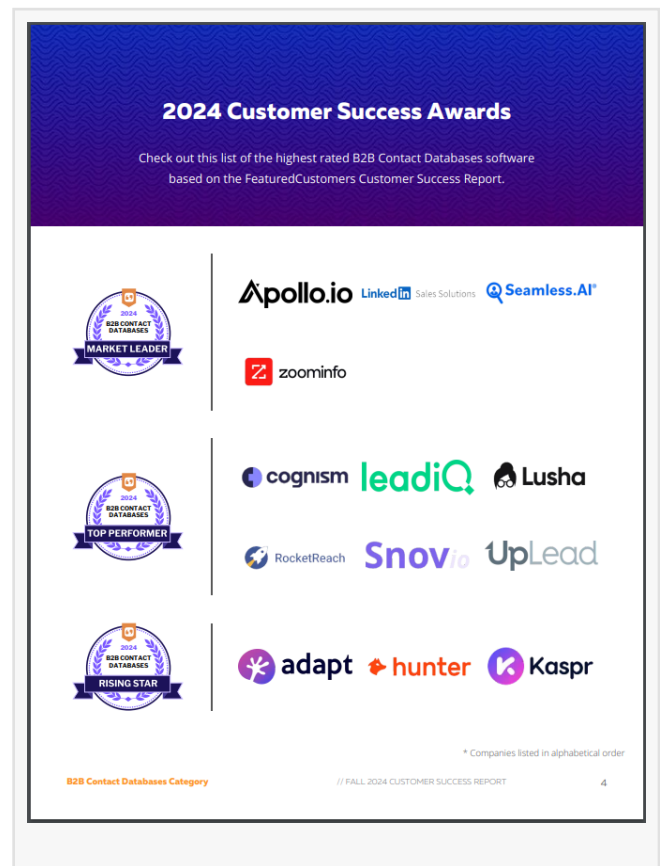 2024 Customer Success Awards
Check out this list of the highest rated B2B Contact Databases software
based on the FeaturedCustomers Customer Success Report.
2024
B2B CONTACT
DATABASES
MARKET LEADER
Apollo.io
LinkedIn Sales Solutions
Seamless.AI®
zoominfo
2024
B2B CONTACT
DATABASES
TOP PERFORMER
cognism
leadiQ
Lusha
RocketReach
Snovio
UpLead
2024
B2B CONTACT
DATABASES
RISING STAR
adapt
hunter
Kaspr
* Companies listed in alphabetical order
B2B Contact Databases Category
// FALL 2024 CUSTOMER SUCCESS REPORT
4